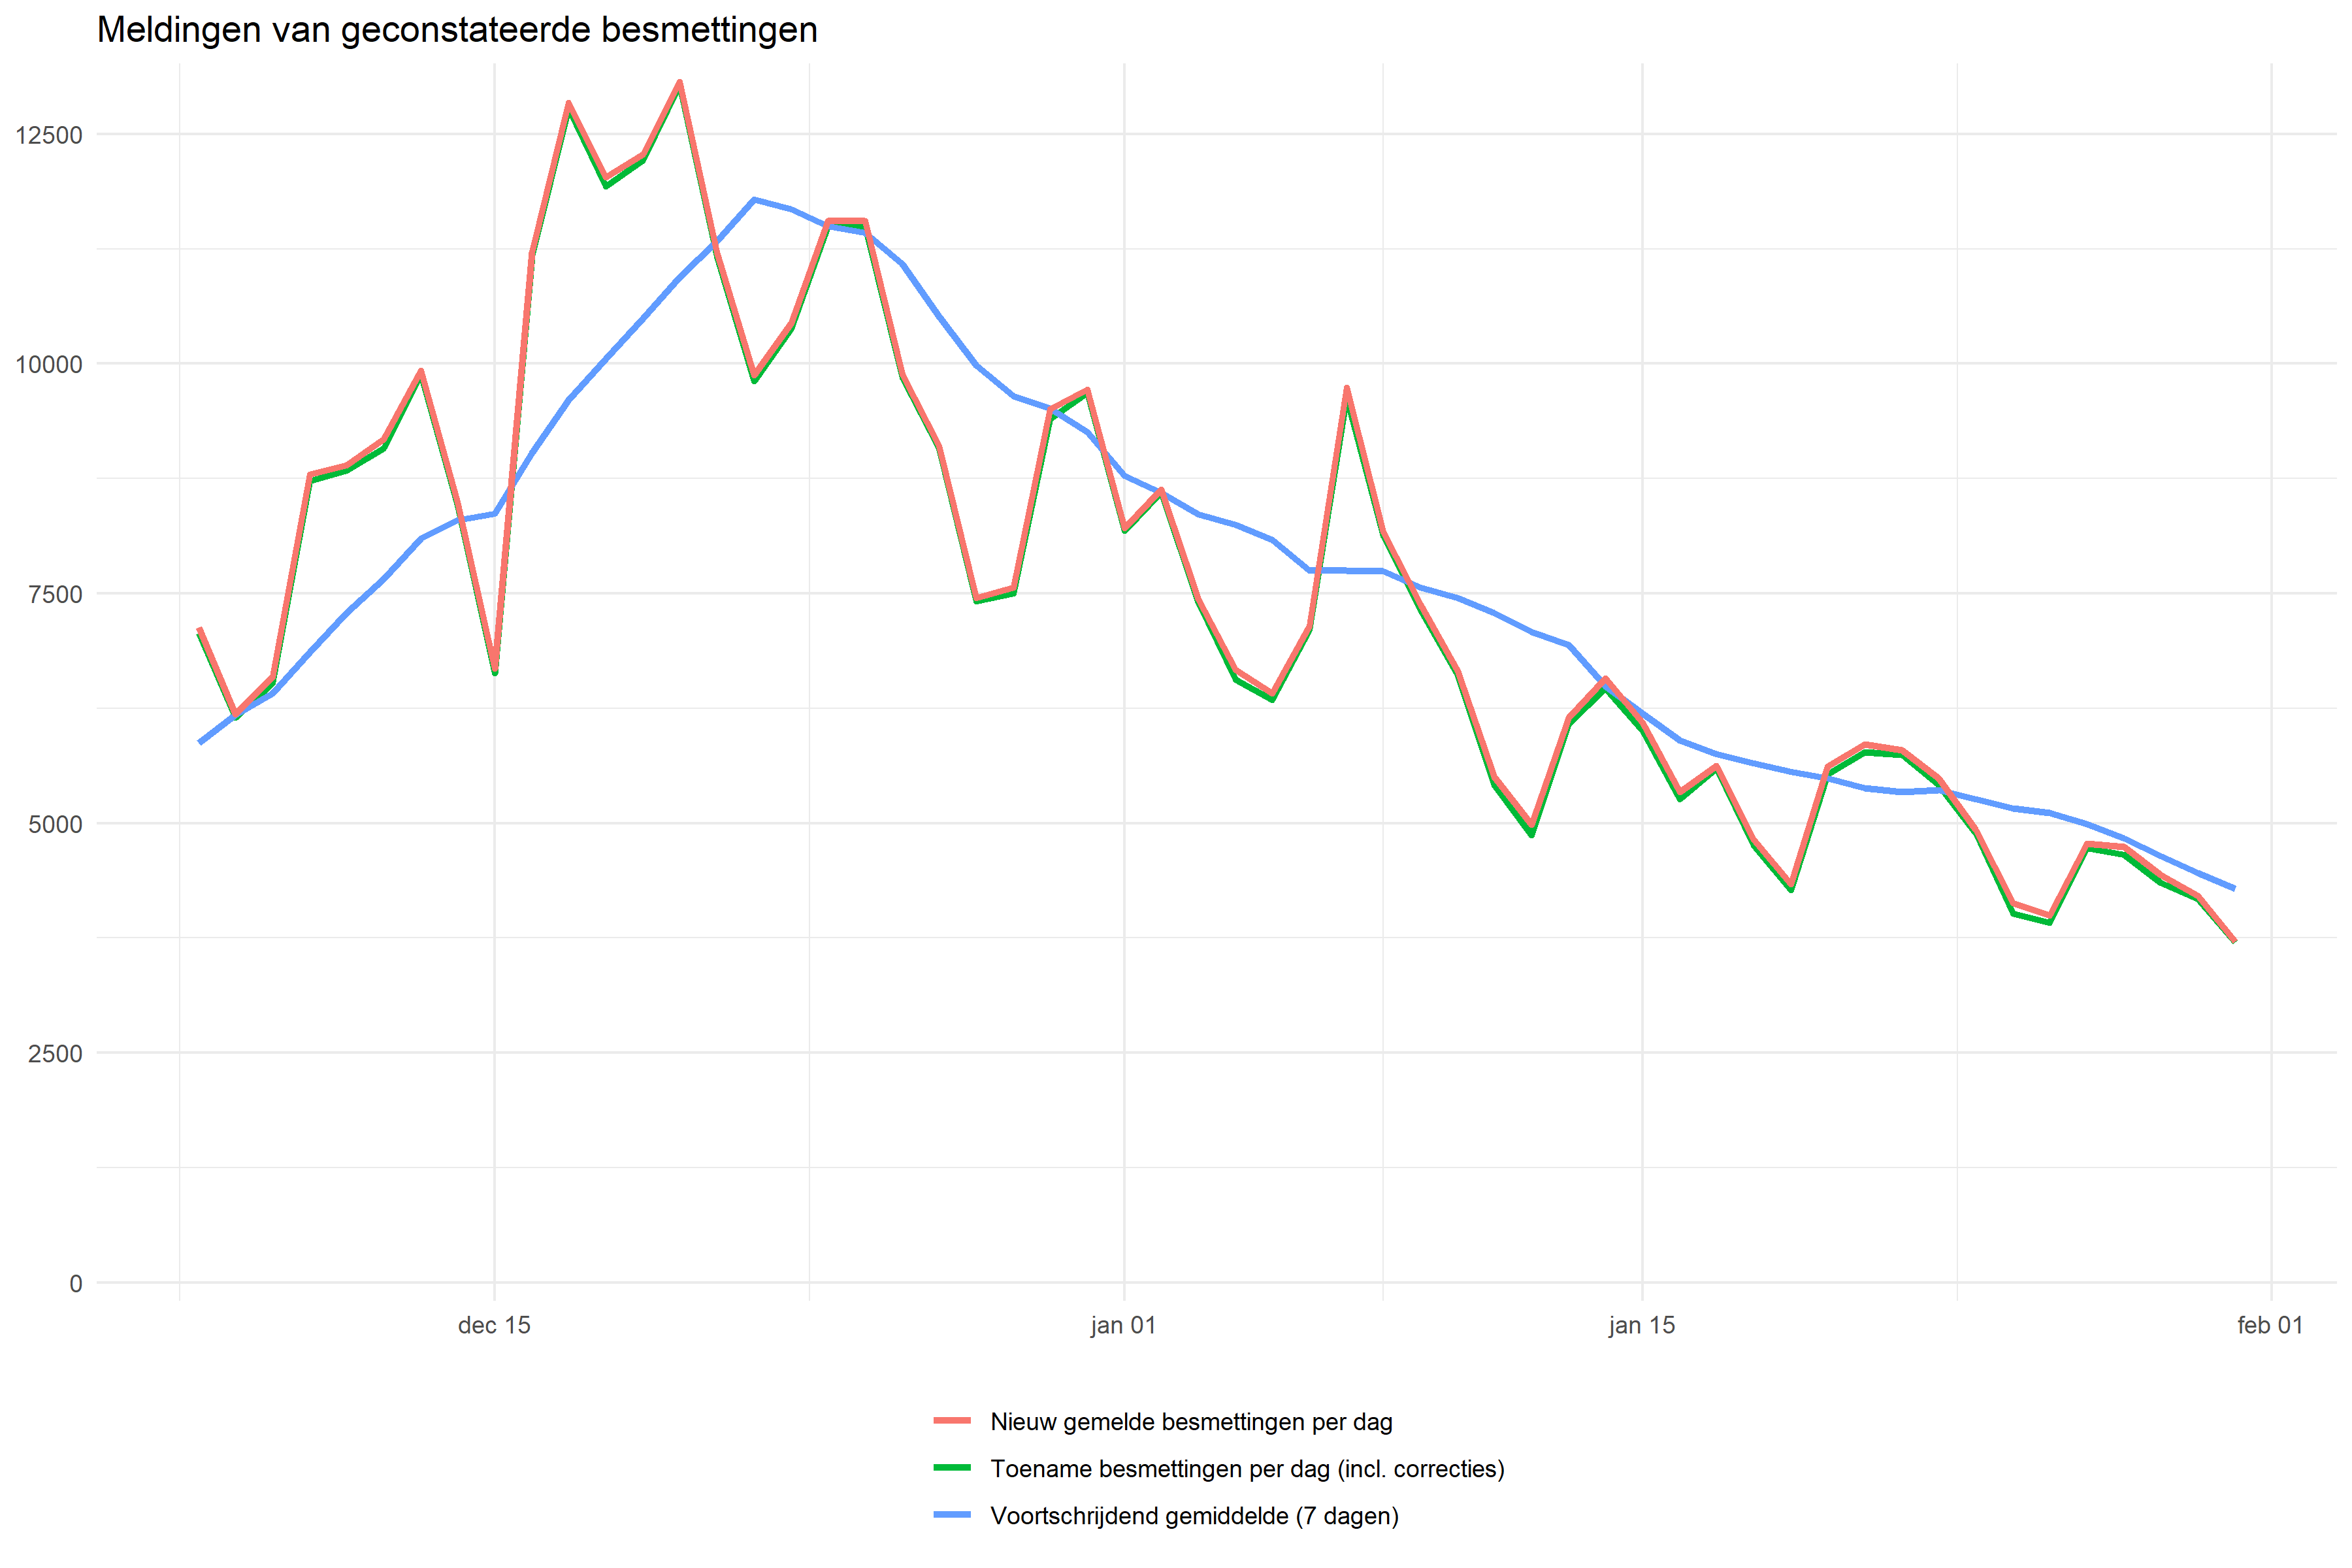 Meldingen van geconstateerde besmettingen
12500
10000
7500
5000
2500
0
dec 15 jan 01 jan 15 feb 01
Nieuw gemelde besmettingen per dag
Toename besmettingen per dag (incl. correcties)
Voortschrijdend gemiddelde (7 dagen)